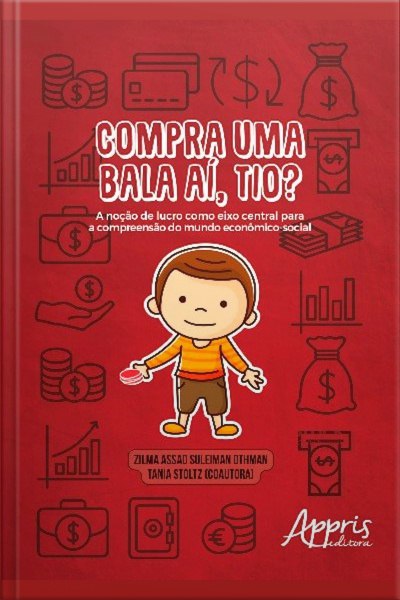 COMPRA UMA
BALA AÍ, TIO?
A noção de lucro como eixo central para
a compreensão do mundo econômico-social
ZILMA ASSAD SULEIMAN OTHMAN
TANIA STOLTZ (COAUTORA)
Appris
editora